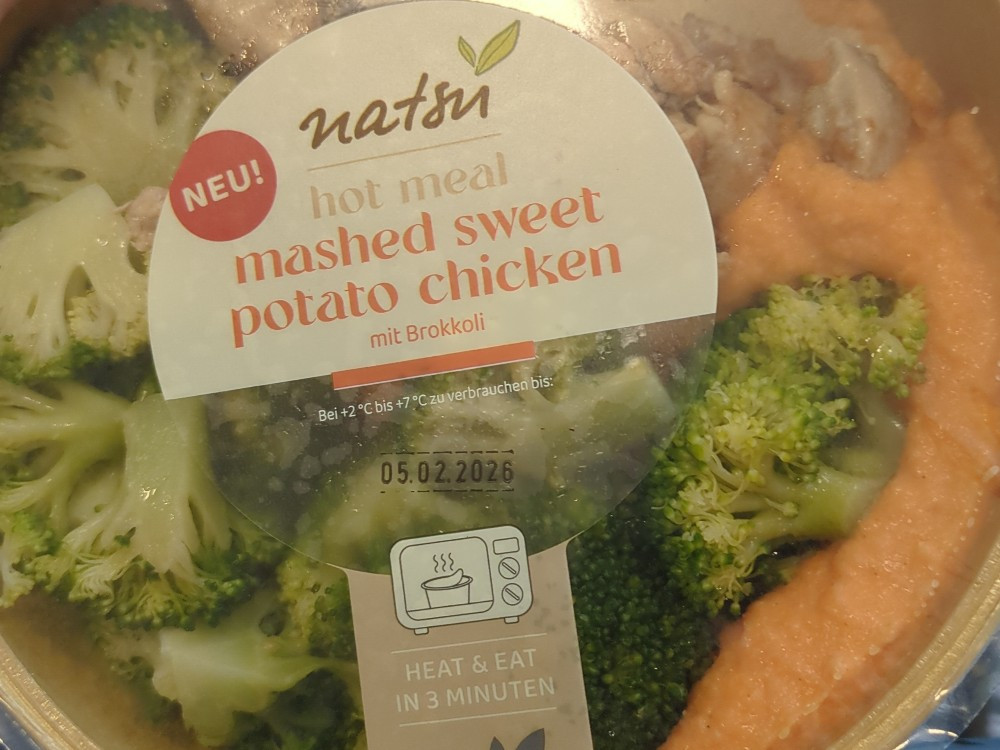 natsu
NEU!
hot meal
mashed sweet
potato chicken
mit Brokkoli
Bei +2 °C bis +7 °C zu verbrauchen bis:
05.02.2026
HEAT & EAT
IN 3 MINUTEN